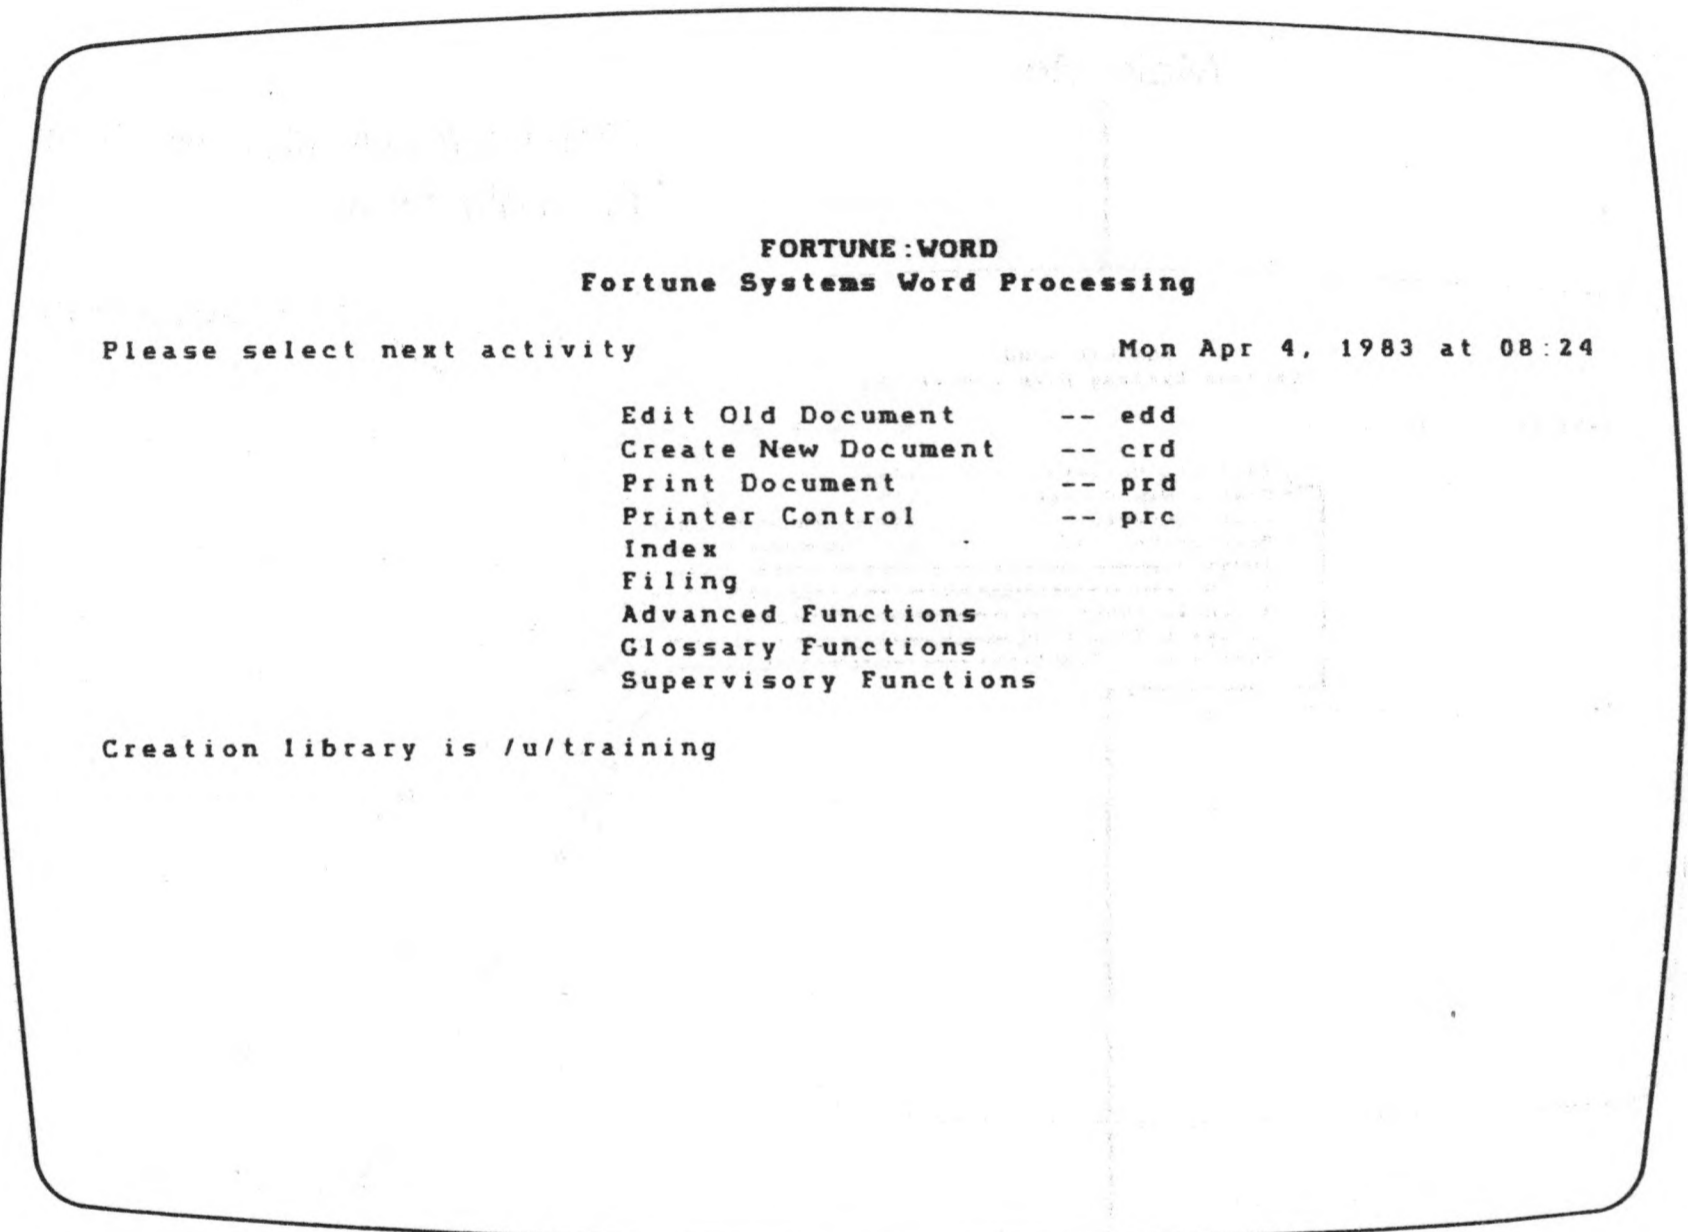 FORTUNE:WORD
Fortune Systems Word Processing
Please select next activity Mon Apr 4, 1983 at 08:24
Edit Old Document -- edd
Create New Document -- crd
Print Document -- prd
Printer Control -- prc
Index
Filing
Advanced Functions
Glossary Functions
Supervisory Functions
Creation library is /u/training